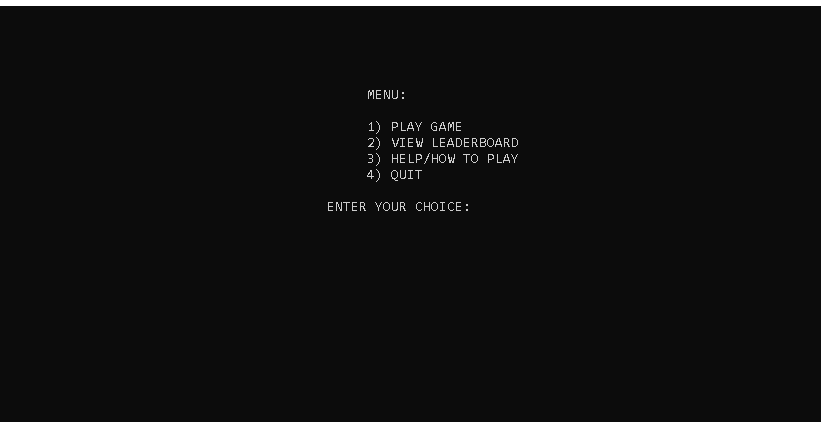 MENU:
1) PLAY GAME
2) VIEW LEADERBOARD
3) HELP/HOW TO PLAY
4) QUIT
ENTER YOUR CHOICE: